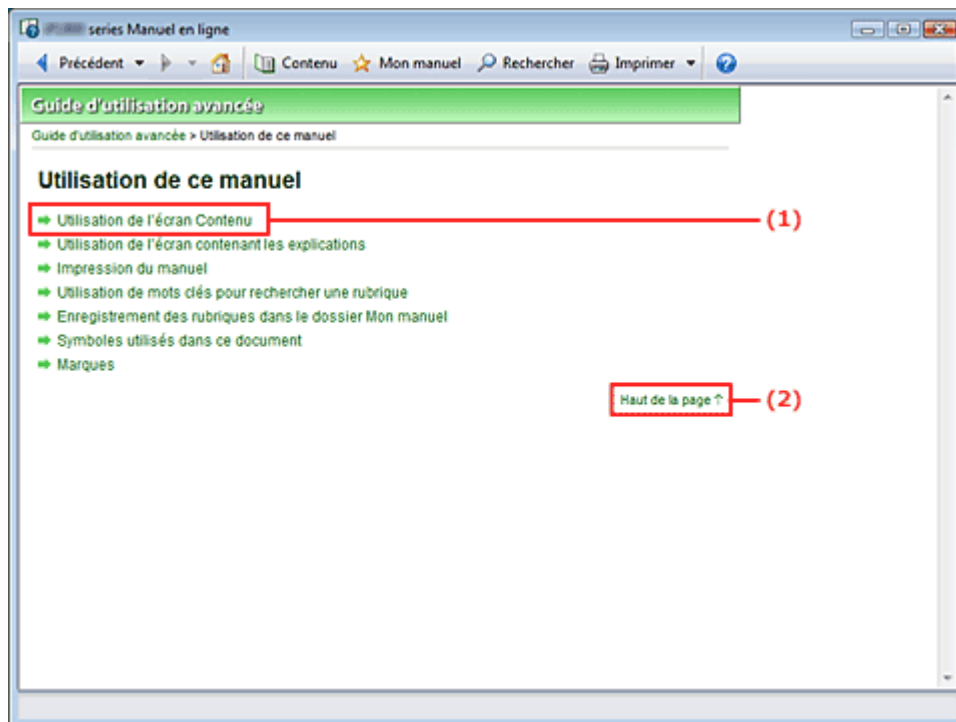 series Manuel en ligne
Précédent Contenu Mon manuel Rechercher Imprimer
Guide d'utilisation avancée
Guide d'utilisation avancée > Utilisation de ce manuel
Utilisation de ce manuel
Utilisation de l'écran Contenu
(1)
Utilisation de l'écran contenant les explications
Impression du manuel
Utilisation de mots clés pour rechercher une rubrique
Enregistrement des rubriques dans le dossier Mon manuel
Symboles utilisés dans ce document
Marques
Haut de la page ↑
(2)